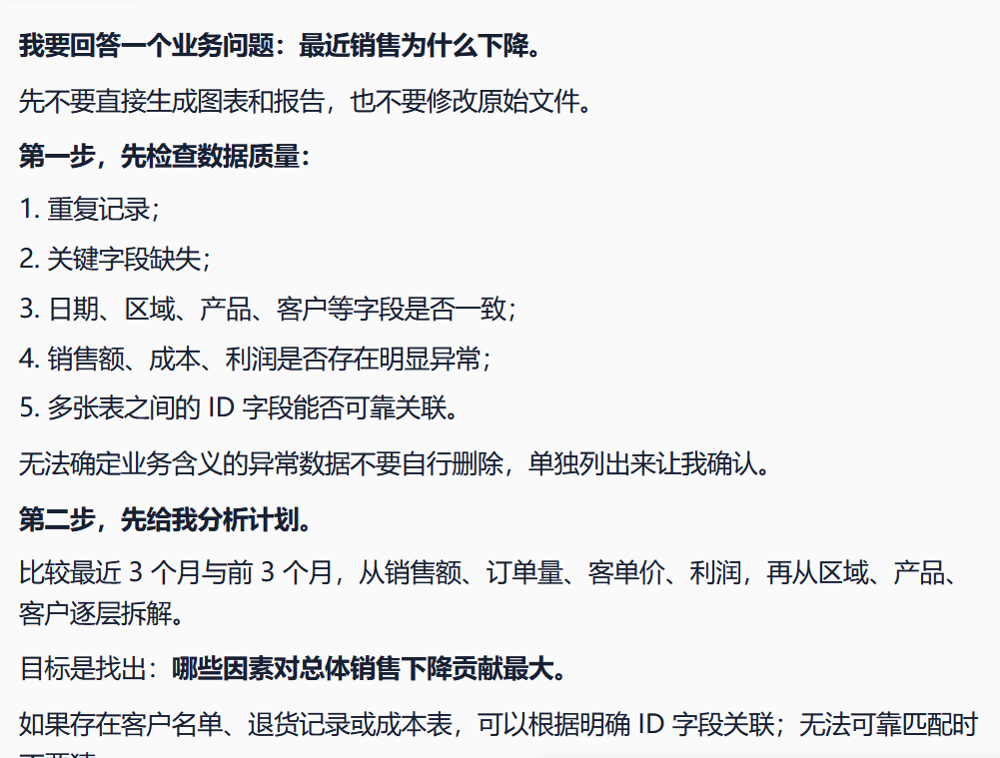 我要回答一个业务问题：最近销售为什么下降。
先不要直接生成图表和报告，也不要修改原始文件。
第一步，先检查数据质量：
1. 重复记录；
2. 关键字段缺失；
3. 日期、区域、产品、客户等字段是否一致；
4. 销售额、成本、利润是否存在明显异常；
5. 多张表之间的 ID 字段能否可靠关联。
无法确定业务含义的异常数据不要自行删除，单独列出来让我确认。
第二步，先给我分析计划。
比较最近 3 个月与前 3 个月，从销售额、订单量、客单价、利润，再从区域、产品、
客户逐层拆解。
目标是找出：哪些因素对总体销售下降贡献最大。
如果存在客户名单、退货记录或成本表，可以根据明确 ID 字段关联；无法可靠匹配时